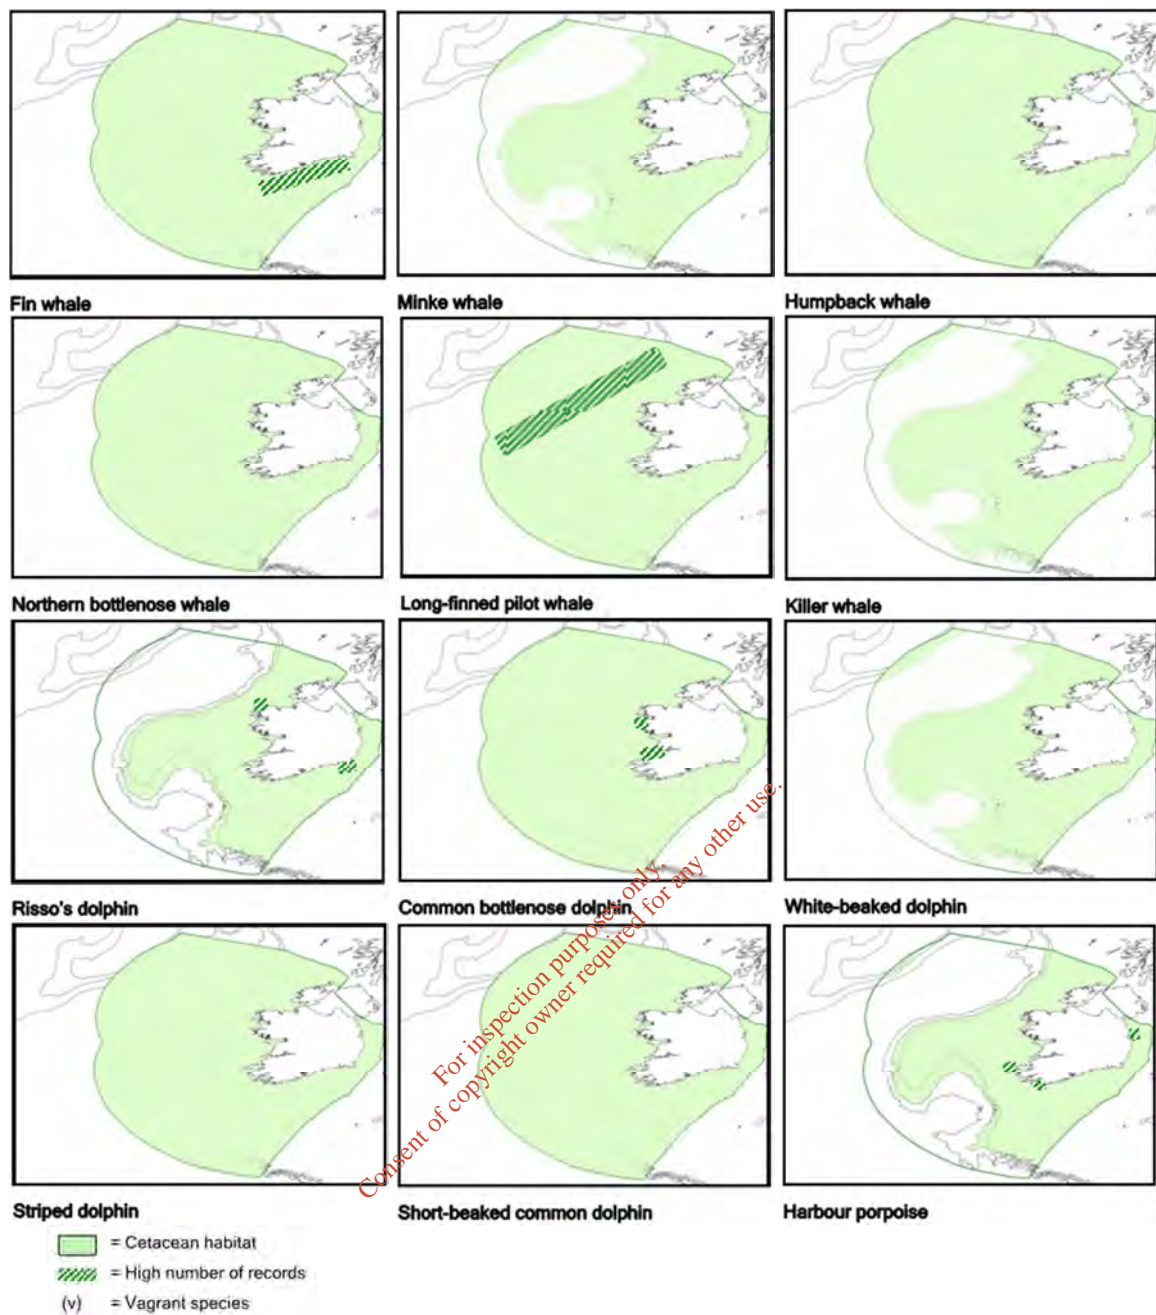 Fin whale
Minke whale
Humpback whale
Northern bottlenose whale
Long-finned pilot whale
Killer whale
Risso's dolphin
Common bottlenose dolphin
White-beaked dolphin
For inspection purposes only.
Consent of copyright owner required for any other use.
Striped dolphin
Short-beaked common dolphin
Harbour porpoise
= Cetacean habitat
= High number of records
(v) = Vagrant species